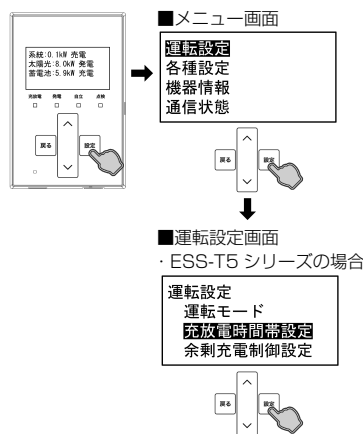 系統:0.1kW 売電
太陽光:8.0kW 発電
蓄電池:5.9kW 充電
充放電 発電 自立 点検
戻る
設定
■メニュー画面
運転設定
各種設定
機器情報
通信状態
戻る
設定
■運転設定画面
・ESS-T5 シリーズの場合
運転設定
運転モード
充放電時間帯設定
余剰充電制御設定
戻る
設定